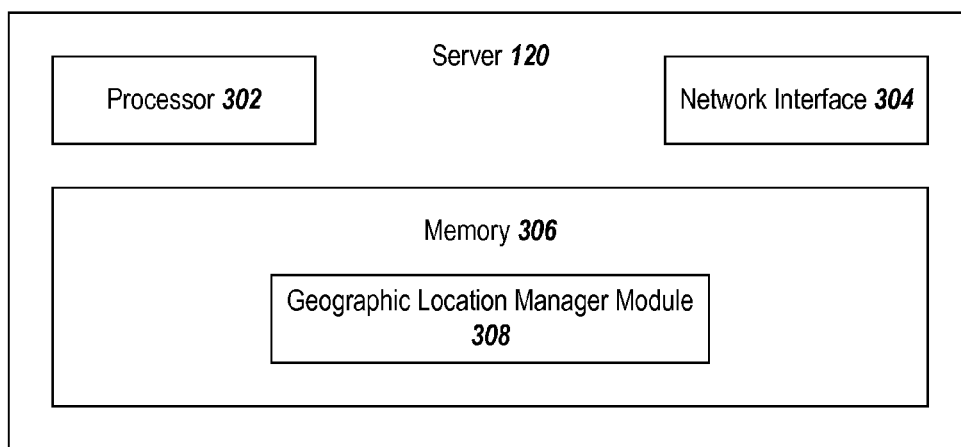 Server 120
Processor 302
Network Interface 304
Memory 306
Geographic Location Manager Module
308